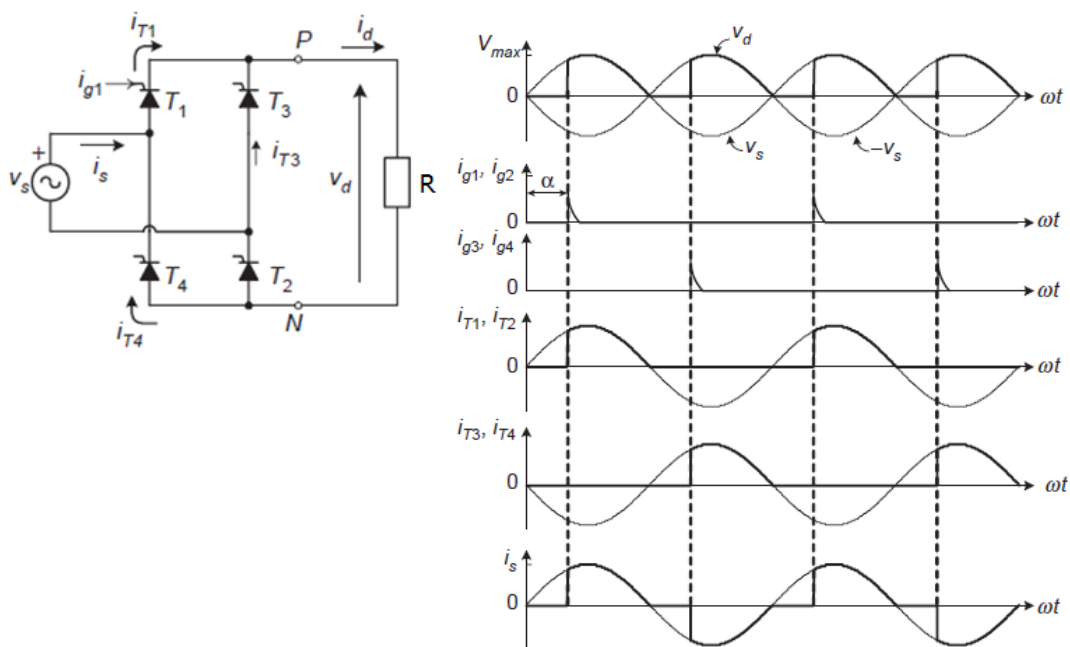 i_T1
i_d
P
i_g1
T_1
T_3
+
v_s
i_s
i_T3
v_d
R
T_4
T_2
i_T4
N
V_max
v_d
0
ωt
v_s
–v_s
i_g1, i_g2
α
0
ωt
i_g3, i_g4
0
ωt
i_T1, i_T2
0
ωt
i_T3, i_T4
0
ωt
i_s
0
ωt